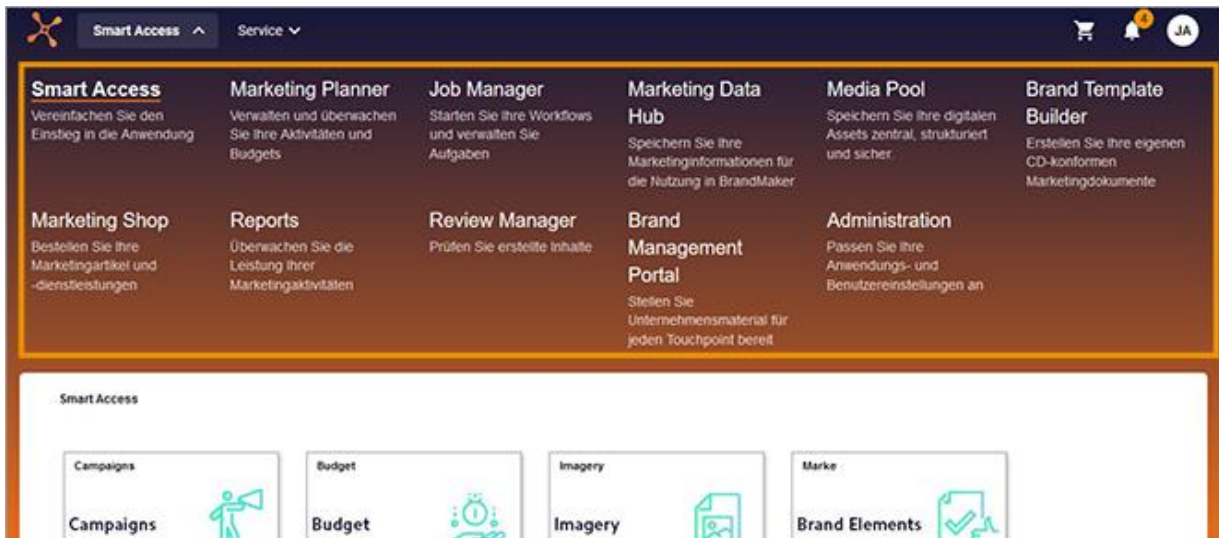 Smart Access
Service
4
JA
Smart Access
Vereinfachen Sie den
Einstieg in die Anwendung
Marketing Planner
Verwalten und überwachen
Sie Ihre Aktivitäten und
Budgets
Job Manager
Starten Sie Ihre Workflows
und verwalten Sie
Aufgaben
Marketing Data
Hub
Speichern Sie Ihre
Marketinginformationen für
die Nutzung in BrandMaker
Media Pool
Speichern Sie Ihre digitalen
Assets zentral, strukturiert
und sicher.
Brand Template
Builder
Erstellen Sie Ihre eigenen
CD-konformen
Marketingdokumente
Marketing Shop
Bestellen Sie Ihre
Marketingartikel und
-dienstleistungen
Reports
Überwachen Sie die
Leistung Ihrer
Marketingaktivitäten
Review Manager
Prüfen Sie erstellte Inhalte
Brand
Management
Portal
Stellen Sie
Unternehmensmaterial für
jeden Touchpoint bereit
Administration
Passen Sie Ihre
Anwendungs- und
Benutzereinstellungen an
Smart Access
Campaigns
Campaigns
Budget
Budget
Imagery
Imagery
Marke
Brand Elements